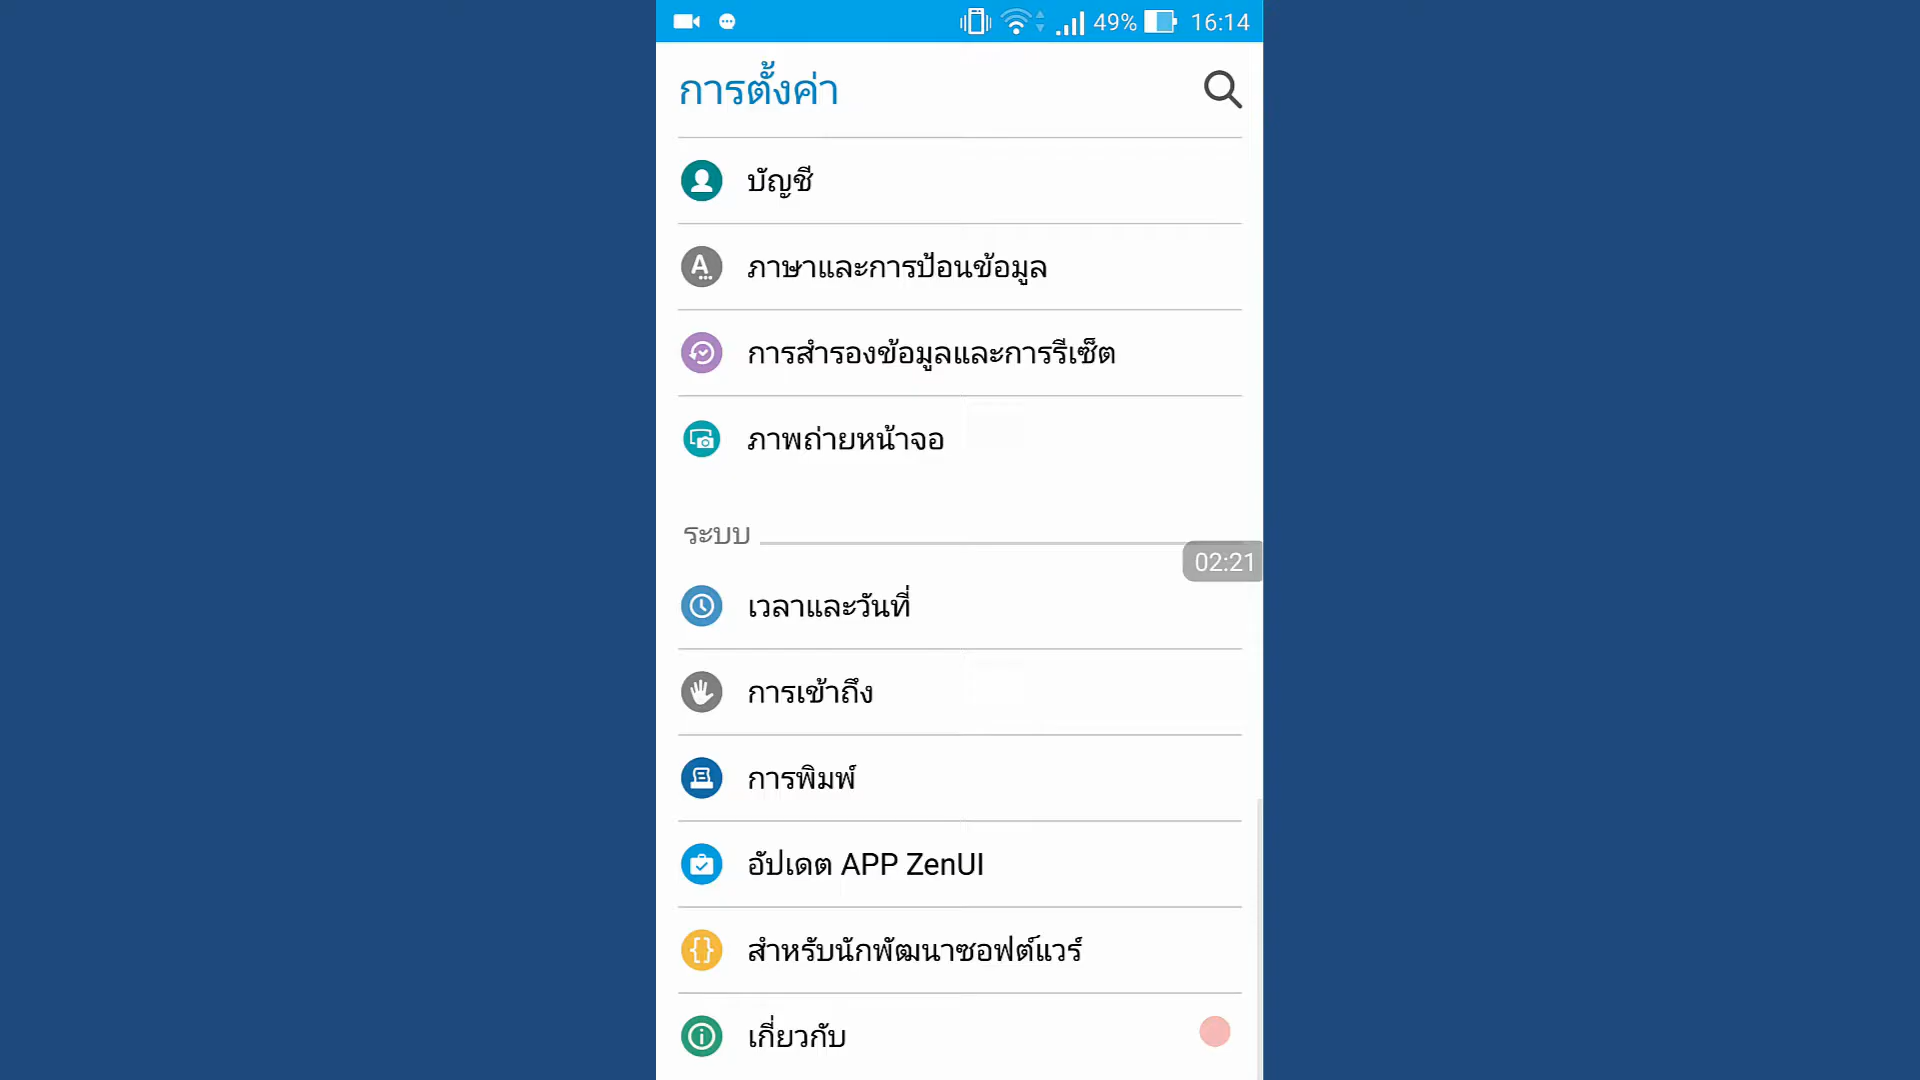 49% 16:14
การตั้งค่า
บัญชี
ภาษาและการป้อนข้อมูล
การสำรองข้อมูลและการรีเซ็ต
ภาพถ่ายหน้าจอ
ระบบ
02:21
เวลาและวันที่
การเข้าถึง
การพิมพ์
อัปเดต APP ZenUI
สำหรับนักพัฒนาซอฟต์แวร์
เกี่ยวกับ